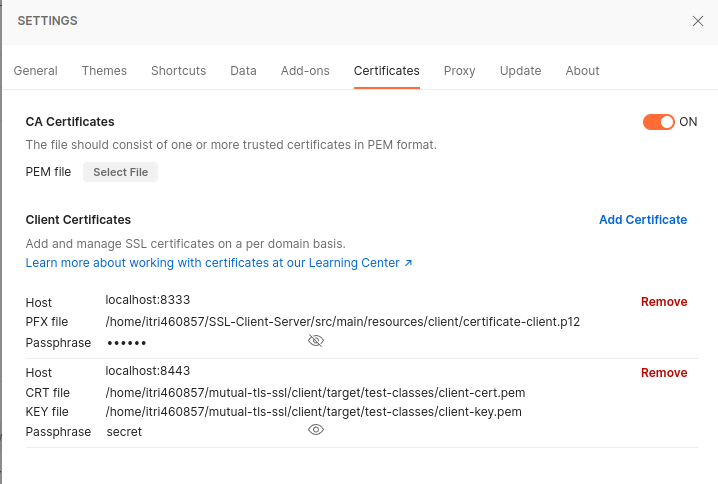 SETTINGS
General Themes Shortcuts Data Add-ons Certificates Proxy Update About
CA Certificates ON
The file should consist of one or more trusted certificates in PEM format.
PEM file Select File
Client Certificates Add Certificate
Add and manage SSL certificates on a per domain basis.
Learn more about working with certificates at our Learning Center ↗
Host localhost:8333 Remove
PFX file /home/itri460857/SSL-Client-Server/src/main/resources/client/certificate-client.p12
Passphrase ••••••
Host localhost:8443 Remove
CRT file /home/itri460857/mutual-tls-ssl/client/target/test-classes/client-cert.pem
KEY file /home/itri460857/mutual-tls-ssl/client/target/test-classes/client-key.pem
Passphrase secret